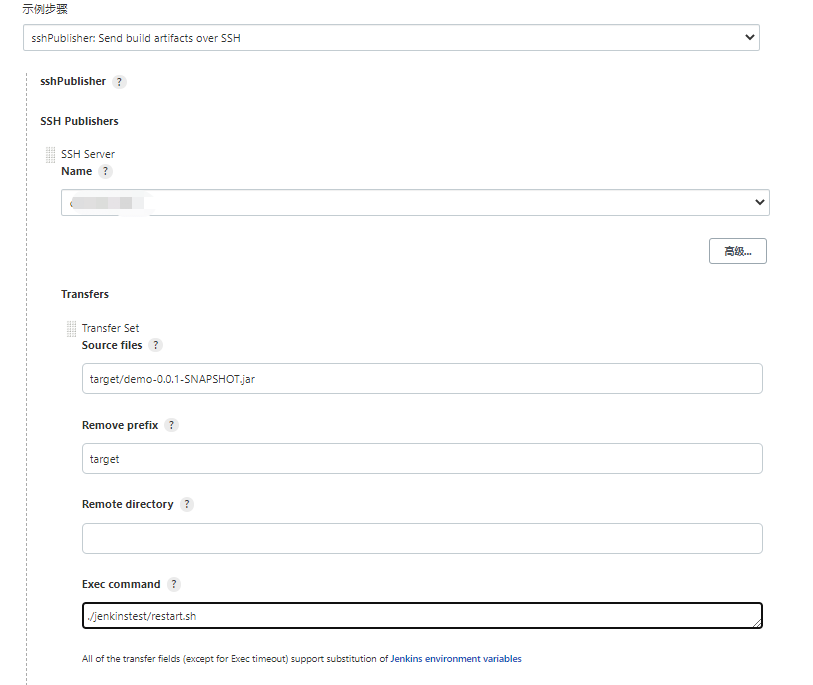 示例步骤
sshPublisher: Send build artifacts over SSH
sshPublisher ?
SSH Publishers
SSH Server
Name ?
高级...
Transfers
Transfer Set
Source files ?
target/demo-0.0.1-SNAPSHOT.jar
Remove prefix ?
target
Remote directory ?
Exec command ?
./jenkinstest/restart.sh
All of the transfer fields (except for Exec timeout) support substitution of Jenkins environment variables